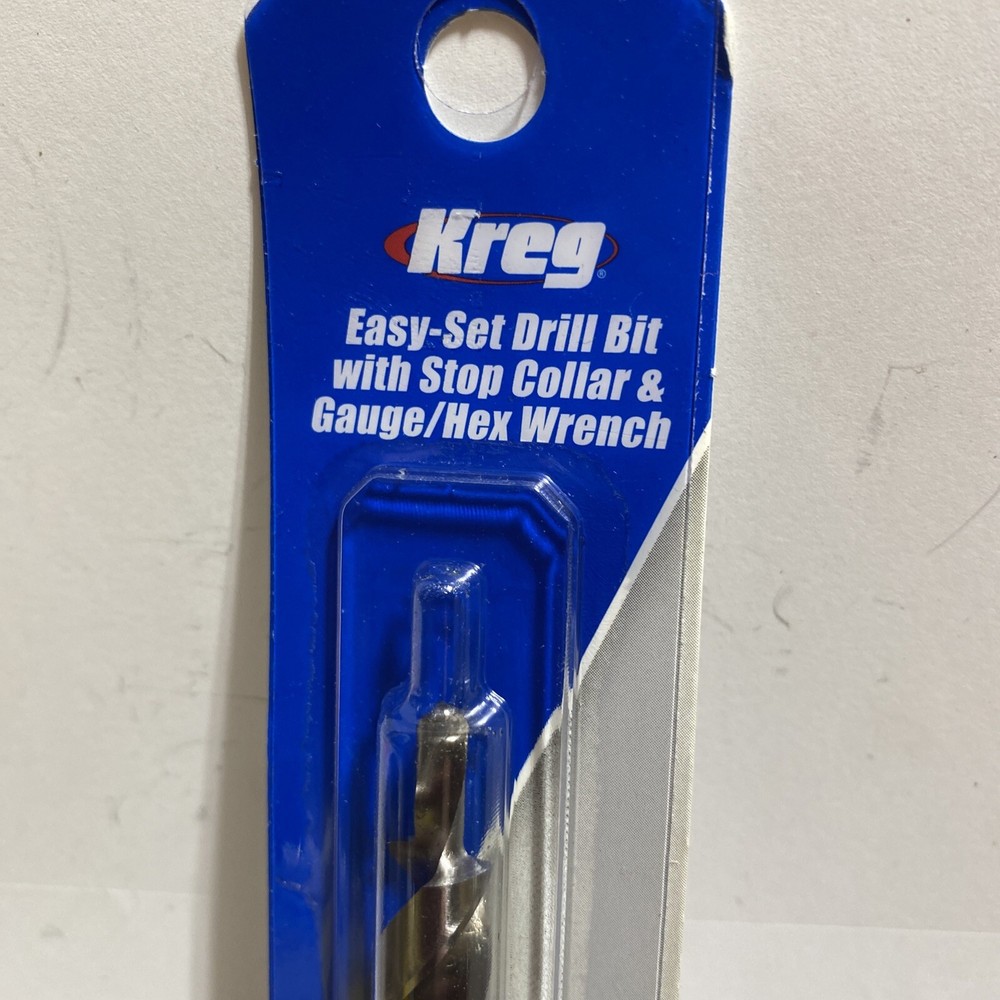 Kreg®
Easy-Set Drill Bit
with Stop Collar &
Gauge/Hex Wrench